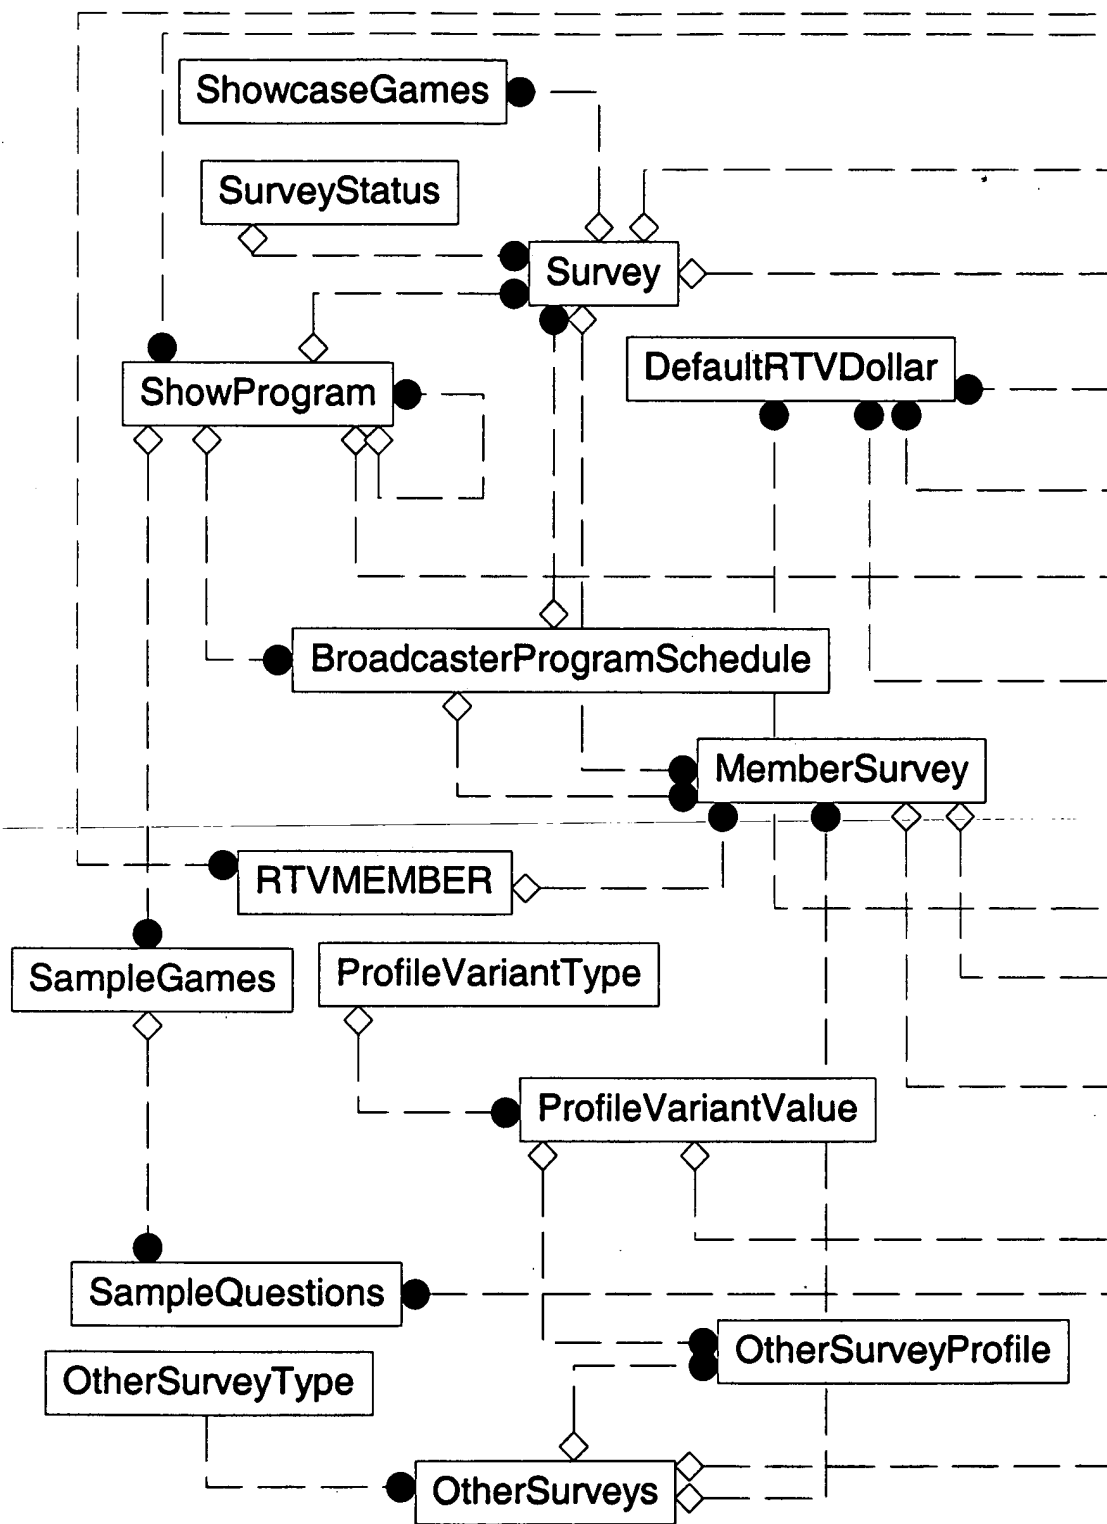 ShowcaseGames
SurveyStatus
Survey
DefaultRTVDollar
ShowProgram
BroadcasterProgramSchedule
MemberSurvey
RTVMEMBER
SampleGames
ProfileVariantType
ProfileVariantValue
SampleQuestions
OtherSurveyProfile
OtherSurveyType
OtherSurveys